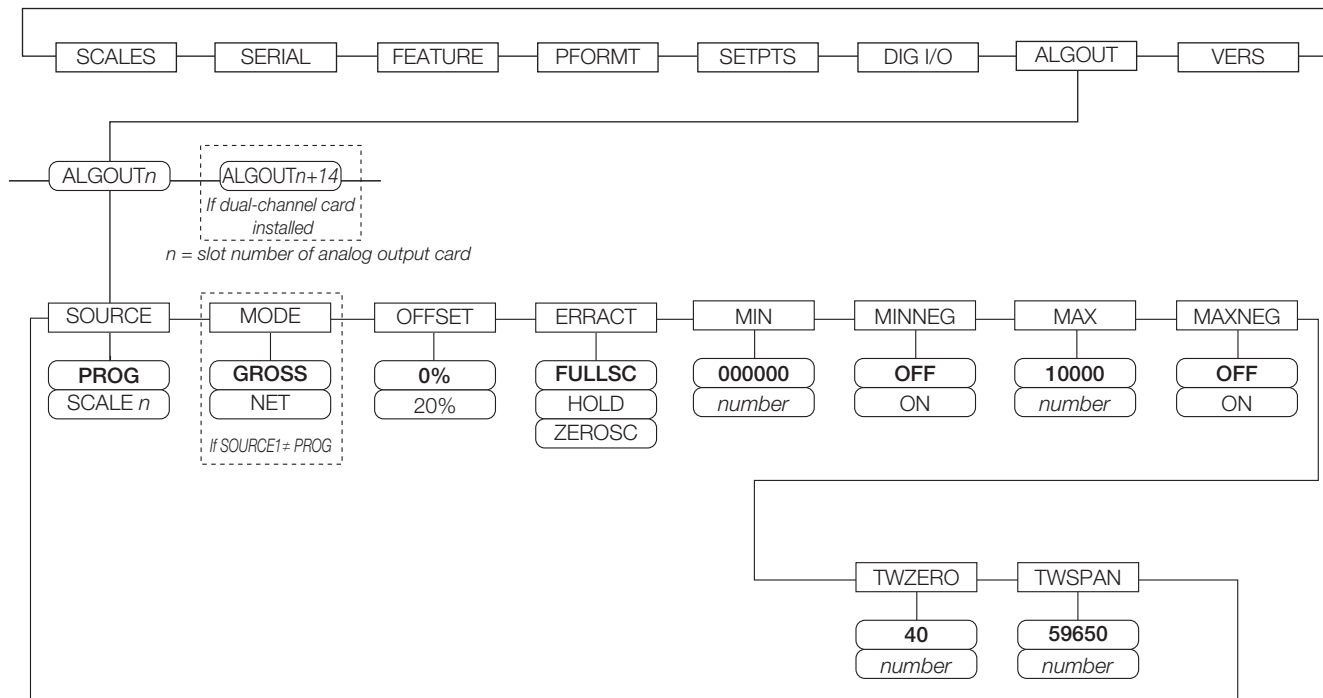 SCALES SERIAL FEATURE PFORMT SETPTS DIG I/O ALGOUT VERS
ALGOUTn ALGOUTn+14
If dual-channel card
installed
n = slot number of analog output card
SOURCE MODE OFFSET ERRACT MIN MINNEG MAX MAXNEG
PROG GROSS 0% FULLSC 000000 OFF 10000 OFF
SCALE n NET 20% HOLD number ON number ON
ZEROSC
If SOURCE1≠ PROG
TWZERO TWSPAN
40 59650
number number